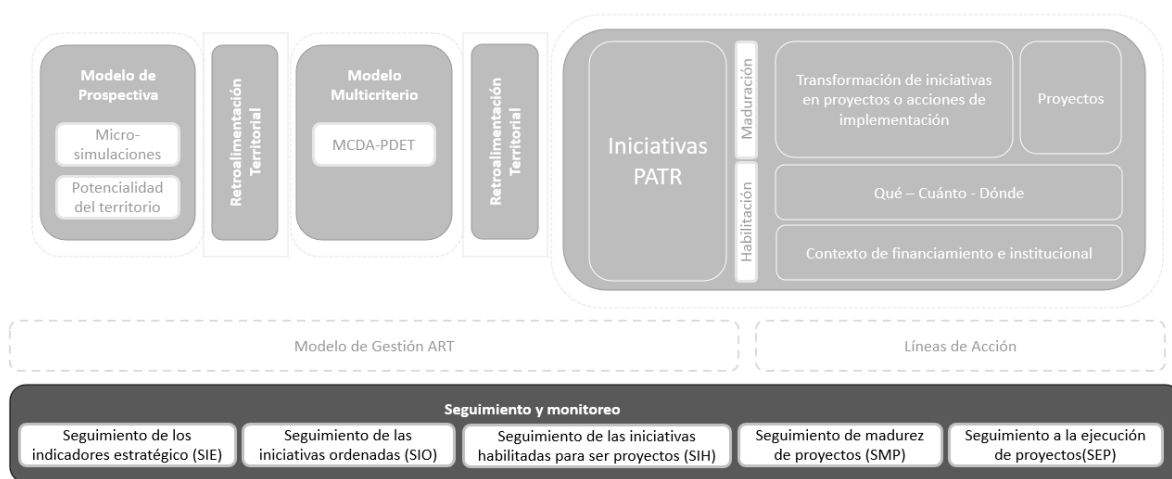 Modelo de
Prospectiva
Micro-
simulaciones
Potencialidad
del territorio
Retroalimentación
Territorial
Modelo
Multicriterio
MCDA-PDET
Retroalimentación
Territorial
Iniciativas
PATR
Maduración
Habilitación
Transformación de iniciativas
en proyectos o acciones de
implementación
Proyectos
Qué – Cuánto - Dónde
Contexto de financiamiento e institucional
Modelo de Gestión ART
Líneas de Acción
Seguimiento y monitoreo
Seguimiento de los
indicadores estratégico (SIE)
Seguimiento de las
iniciativas ordenadas (SIO)
Seguimiento de las iniciativas
habilitadas para ser proyectos (SIH)
Seguimiento de madurez
de proyectos (SMP)
Seguimiento a la ejecución
de proyectos(SEP)